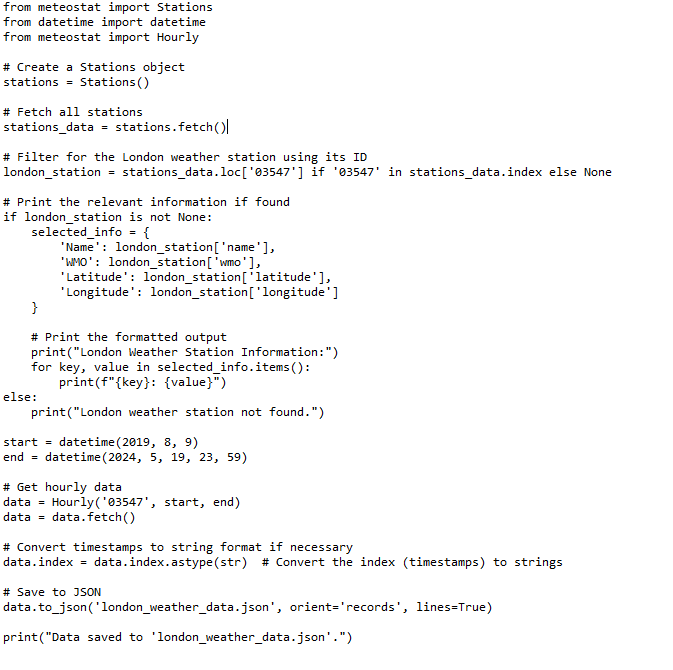 from meteostat import Stations
from datetime import datetime
from meteostat import Hourly

# Create a Stations object
stations = Stations()

# Fetch all stations
stations_data = stations.fetch()

# Filter for the London weather station using its ID
london_station = stations_data.loc['03547'] if '03547' in stations_data.index else None

# Print the relevant information if found
if london_station is not None:
    selected_info = {
        'Name': london_station['name'],
        'WMO': london_station['wmo'],
        'Latitude': london_station['latitude'],
        'Longitude': london_station['longitude']
    }

    # Print the formatted output
    print("London Weather Station Information:")
    for key, value in selected_info.items():
        print(f"{key}: {value}")
else:
    print("London weather station not found.")

start = datetime(2019, 8, 9)
end = datetime(2024, 5, 19, 23, 59)

# Get hourly data
data = Hourly('03547', start, end)
data = data.fetch()

# Convert timestamps to string format if necessary
data.index = data.index.astype(str)  # Convert the index (timestamps) to strings

# Save to JSON
data.to_json('london_weather_data.json', orient='records', lines=True)

print("Data saved to 'london_weather_data.json'.")